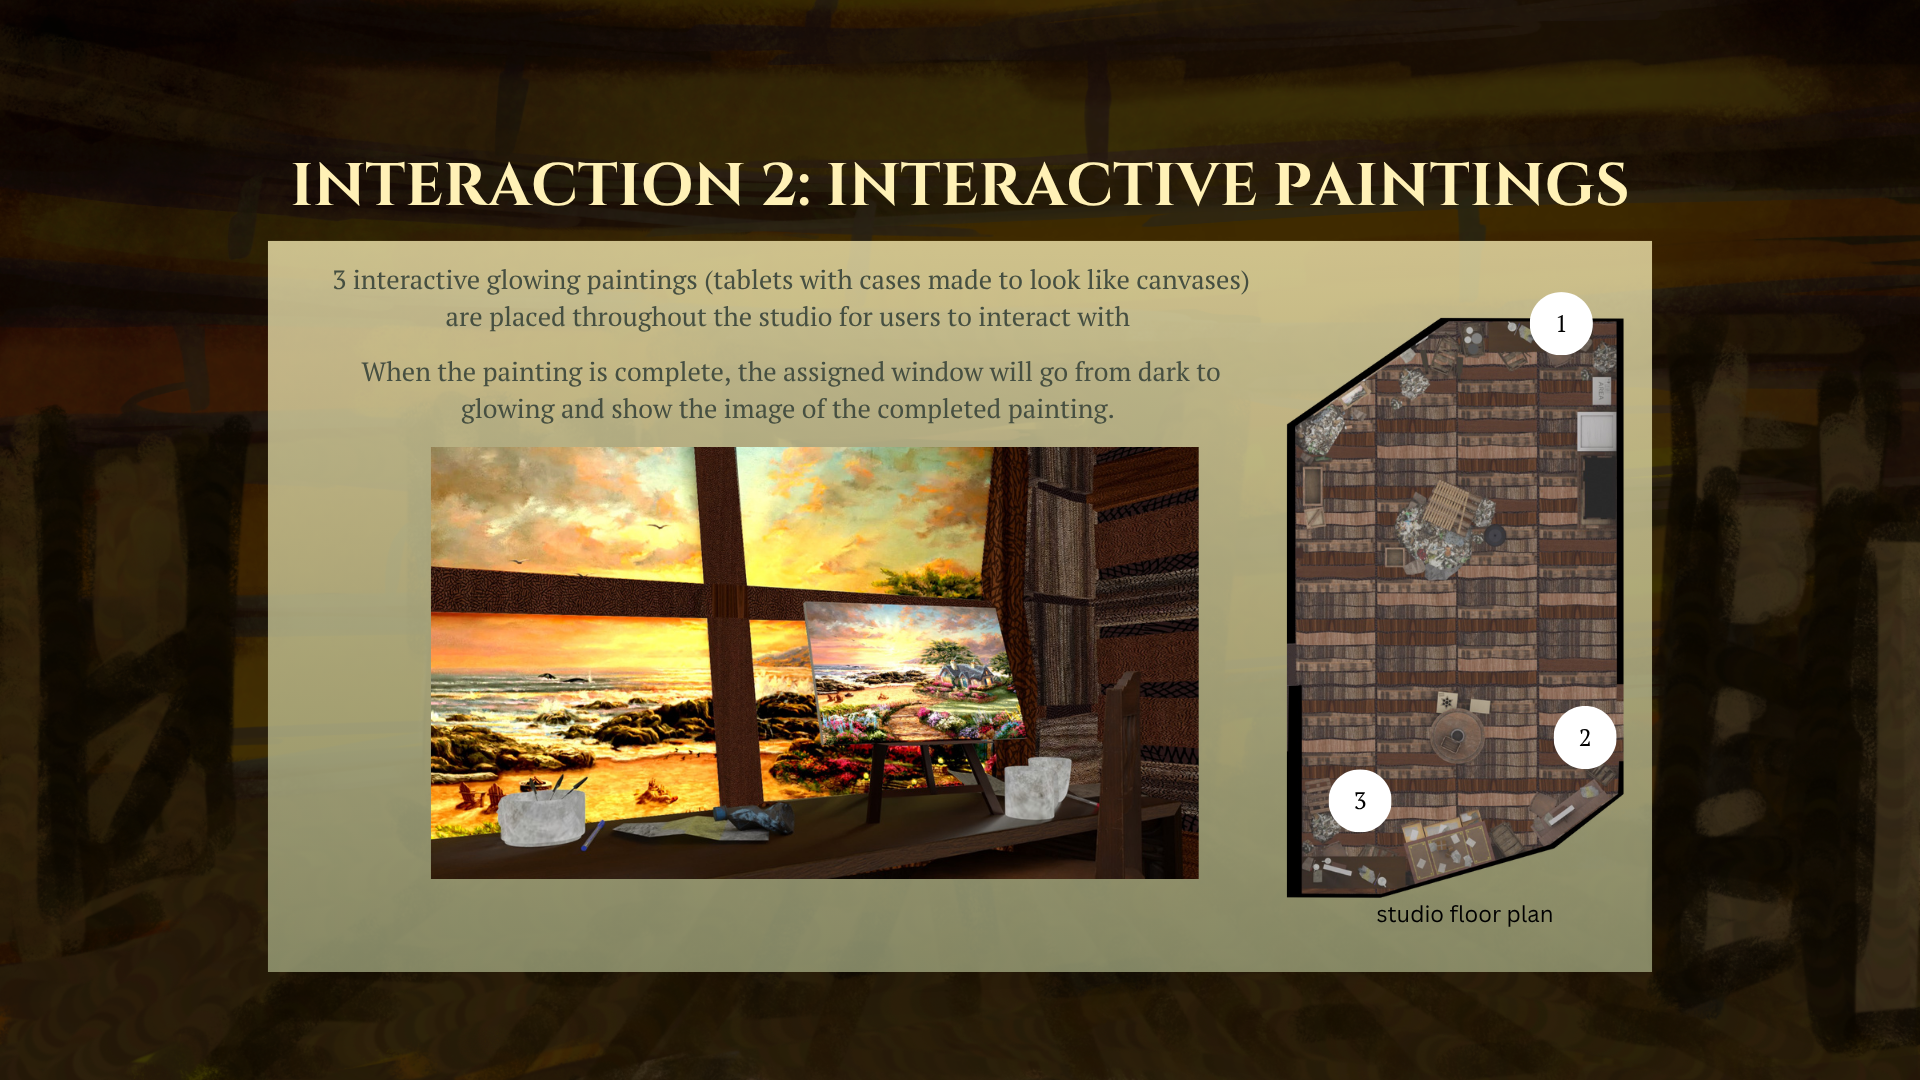 INTERACTION 2: INTERACTIVE PAINTINGS
3 interactive glowing paintings (tablets with cases made to look like canvases)
are placed throughout the studio for users to interact with
When the painting is complete, the assigned window will go from dark to
glowing and show the image of the completed painting.
1
2
3
studio floor plan